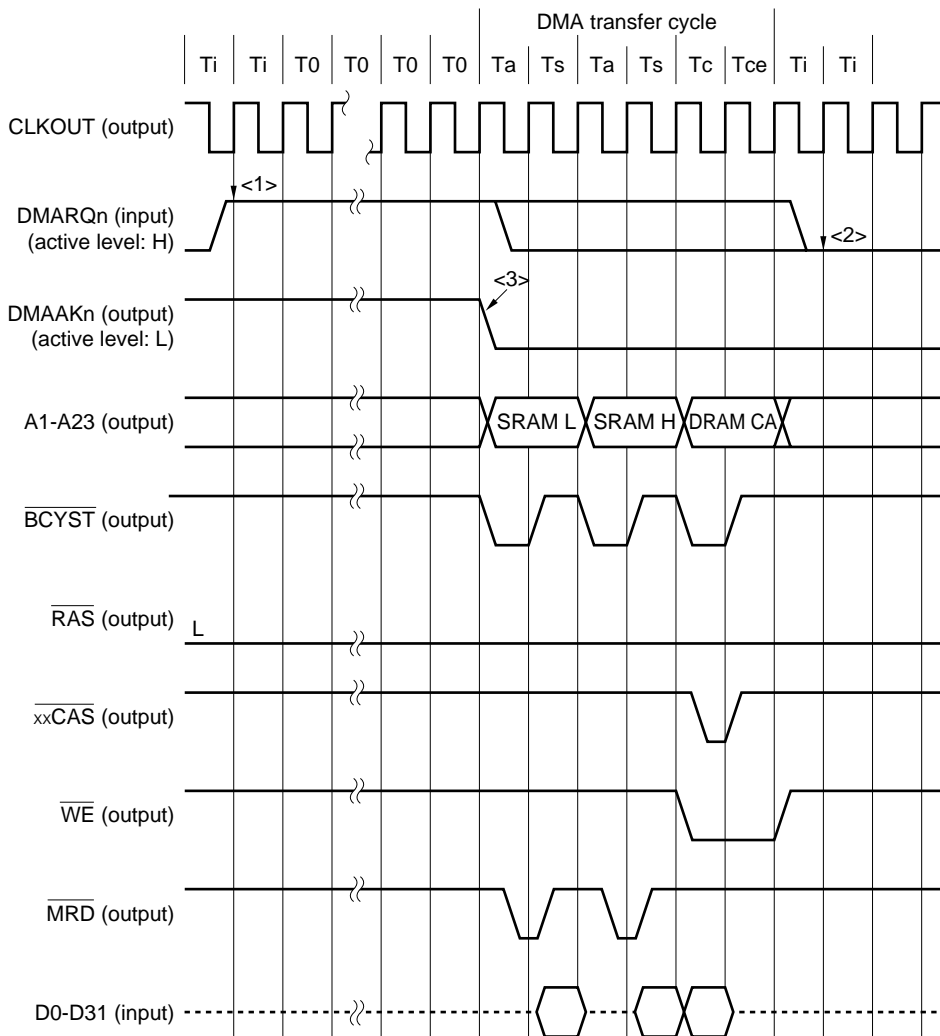 DMA transfer cycle
Ti Ti T0 T0 T0 T0 Ta Ts Ta Ts Tc Tce Ti Ti
CLKOUT (output)
<1>
DMARQn (input)
(active level: H)
<2>
<3>
DMAAKn (output)
(active level: L)
A1-A23 (output) SRAM L SRAM H DRAM CA
BCYST (output)
RAS (output)
L
xxCAS (output)
WE (output)
MRD (output)
D0-D31 (input)